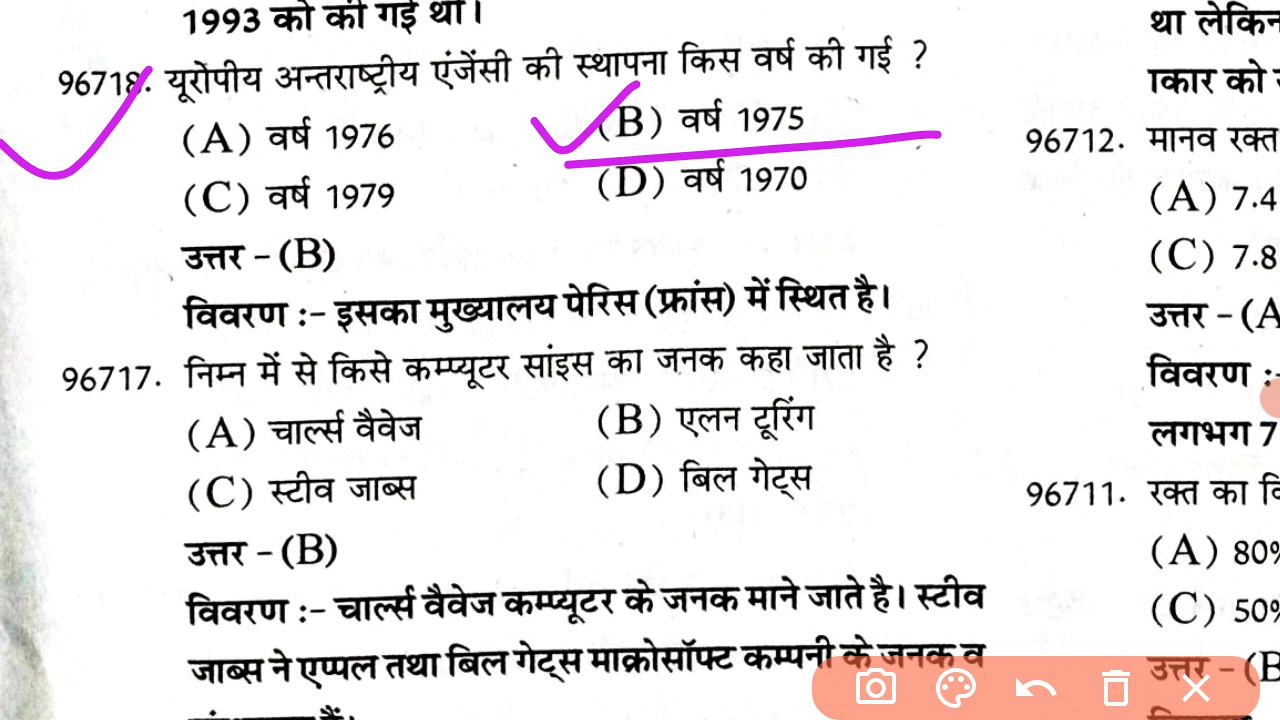 1993 को की गई थी।
96718. यूरोपीय अन्तराष्ट्रीय एंजेंसी की स्थापना किस वर्ष की गई ?
(A) वर्ष 1976 (B) वर्ष 1975
(C) वर्ष 1979 (D) वर्ष 1970
उत्तर – (B)
विवरण :– इसका मुख्यालय पेरिस (फ्रांस) में स्थित है।
96717. निम्न में से किसे कम्प्यूटर सांइस का जनक कहा जाता है ?
(A) चार्ल्स वैवेज (B) एलन टूरिंग
(C) स्टीव जाब्स (D) बिल गेट्स
उत्तर – (B)
विवरण :– चार्ल्स वैवेज कम्प्यूटर के जनक माने जाते है। स्टीव
जाब्स ने एप्पल तथा बिल गेट्स माक्रोसॉफ्ट कम्पनी के जनक व
था लेकिन
ाकार को
96712. मानव रक्त
(A) 7.4
(C) 7.8
उत्तर – (A
विवरण :-
लगभग 7
96711. रक्त का
(A) 80%
(C) 50%
उत्तर – (B